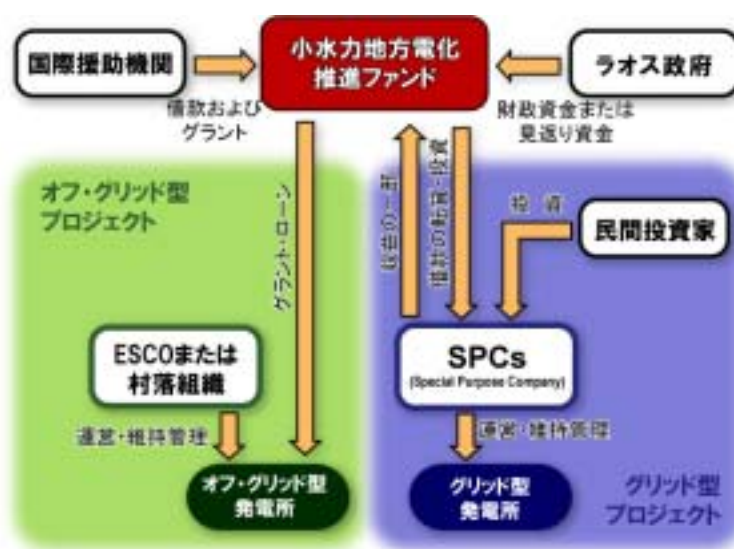 国際援助機関
小水力地方電化
推進ファンド
ラオス政府
借款および
グラント
財政資金または
見返り資金
オフ・グリッド型
プロジェクト
グラント・ローン
収益の一部
借款の転貸・投資
投 資
民間投資家
ESCOまたは
村落組織
SPCs
(Special Purpose Company)
運営・維持管理
運営・維持管理
オフ・グリッド型
発電所
グリッド型
発電所
グリッド型
プロジェクト